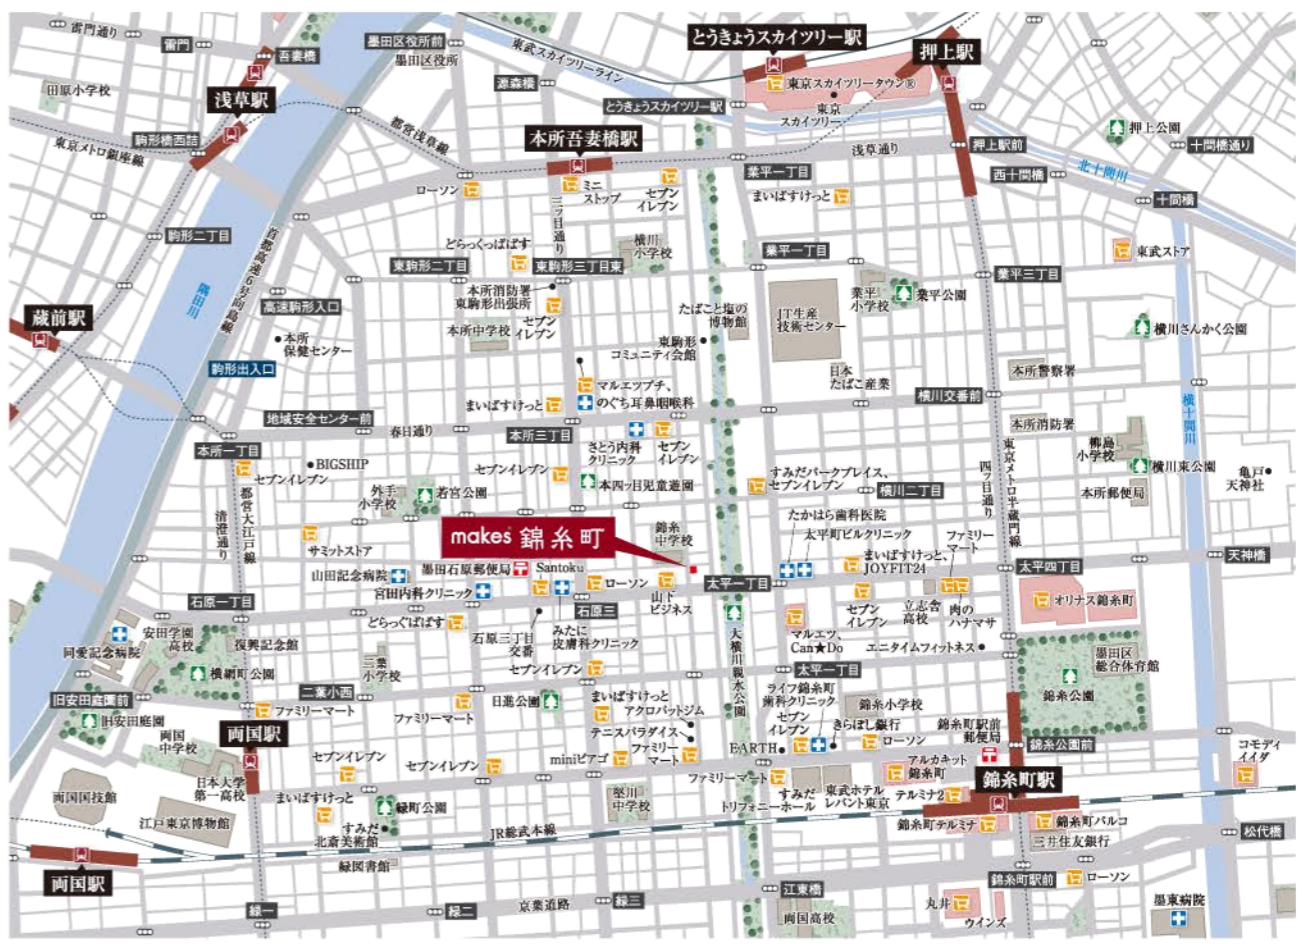 雷門通り
雷門
吾妻橋
墨田区役所前
墨田区役所
東武スカイツリーライン
とうきょうスカイツリー駅
押上駅
田原小学校
浅草駅
源森橋
東京スカイツリータウン®
東京
スカイツリー
とうきょうスカイツリー駅
押上公園
駒形橋西詰
東京メトロ銀座線
都営浅草線
本所吾妻橋駅
浅草通り
押上駅前
十間橋通り
北十間川
西十間橋
十間橋
ローソン
ミニ
ストップ
セブン
イレブン
業平一丁目
まいばすけっと
駒形二丁目
首都高速6号向島線
隅田川
三ツ目通り
どらっくっぱぱす
横川
小学校
業平一丁目
東武ストア
東駒形二丁目
東駒形三丁目東
業平三丁目
高速駒形入口
本所消防署
東駒形出張所
セブン
イレブン
たばこと塩の
博物館
JT生産
技術センター
業平
小学校
業平公園
蔵前駅
本所
保健センター
本所中学校
東駒形
コミュニティ会館
横川さんかく公園
駒形出入口
マルエツプチ、
のぐち耳鼻咽喉科
日本
たばこ産業
本所警察署
横川交番前
まいばすけっと
地域安全センター前
春日通り
本所三丁目
本所消防署
横十間川
本所一丁目
さとう内科
クリニック
セブン
イレブン
柳島
小学校
BIGSHIP
セブンイレブン
セブンイレブン
すみだパークプレイス、
セブンイレブン
四ツ目通り
東京メトロ半蔵門線
横川東公園
亀戸
天神社
外手
小学校
若宮公園
本四ッ目児童遊園
横川二丁目
本所郵便局
清澄通り
都営大江戸線
makes 錦糸町
錦糸
中学校
たかはら歯科医院
太平町ビルクリニック
ファミリー
マート
サミットストア
まいばすけっと、
JOYFIT24
太平四丁目
天神橋
山田記念病院
墨田石原郵便局
Santoku
宮田内科クリニック
ローソン
太平一丁目
石原一丁目
石原三
山下
ビジネス
セブン
イレブン
立志舎
高校
肉の
ハナマサ
オリナス錦糸町
どらっぐぱぱす
石原三丁目
交番
みたに
皮膚科クリニック
マルエツ、
Can★Do
エニタイムフィットネス
安田学園
高校
同愛記念病院
復興記念館
大横川親水公園
墨田区
総合体育館
横網町公園
二葉
小学校
セブンイレブン
太平一丁目
錦糸公園
旧安田庭園前
二葉小西
日進公園
まいばすけっと
アクロバットジム
ライフ錦糸町
歯科クリニック
錦糸小学校
旧安田庭園
ファミリーマート
ファミリーマート
セブン
イレブン
きらぼし銀行
錦糸町駅前
郵便局
両国
中学校
両国駅
テニスパラダイス
EARTH
ローソン
錦糸公園前
コモディ
イイダ
セブンイレブン
セブンイレブン
miniピアゴ
ファミリー
マート
アルカキット
錦糸町
錦糸町駅
日本大学
第一高校
両国国技館
まいばすけっと
緑町公園
竪川
中学校
ファミリーマート
すみだ
トリフォニーホール
東武ホテル
レバント東京
テルミナ2
江戸東京博物館
すみだ
北斎美術館
JR総武本線
錦糸町テルミナ
錦糸町パルコ
三井住友銀行
松代橋
両国駅
緑図書館
錦糸町駅前
ローソン
江東橋
緑一
緑二
京葉道路
緑三
両国高校
丸井
ウインズ
墨東病院